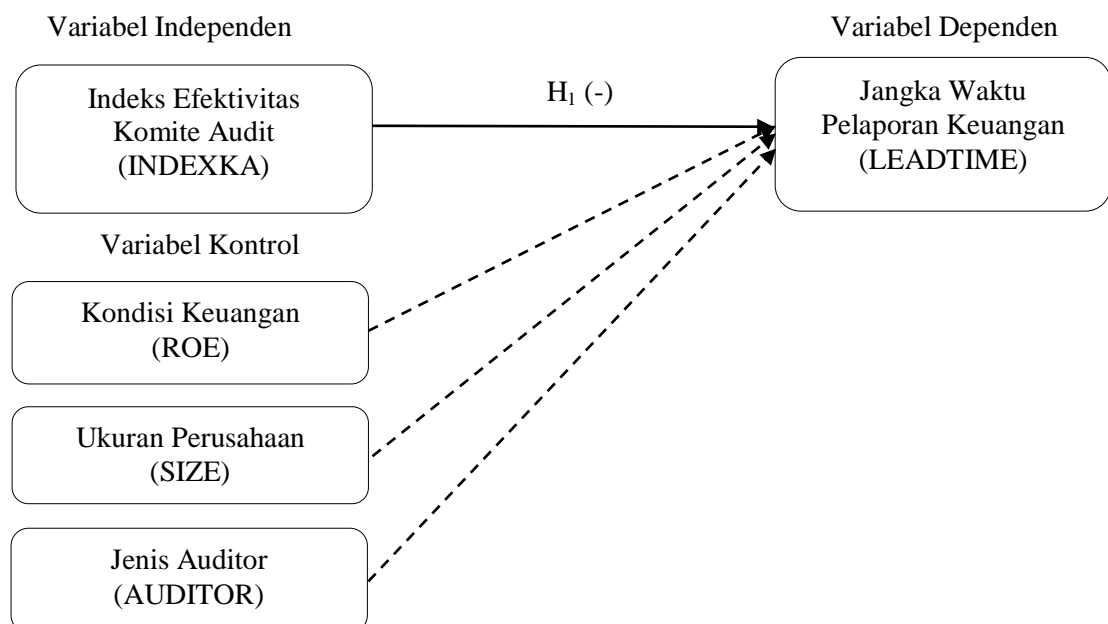 Variabel Independen
Variabel Dependen
Indeks Efektivitas
Komite Audit
(INDEXKA)
H₁ (-)
Jangka Waktu
Pelaporan Keuangan
(LEADTIME)
Variabel Kontrol
Kondisi Keuangan
(ROE)
Ukuran Perusahaan
(SIZE)
Jenis Auditor
(AUDITOR)